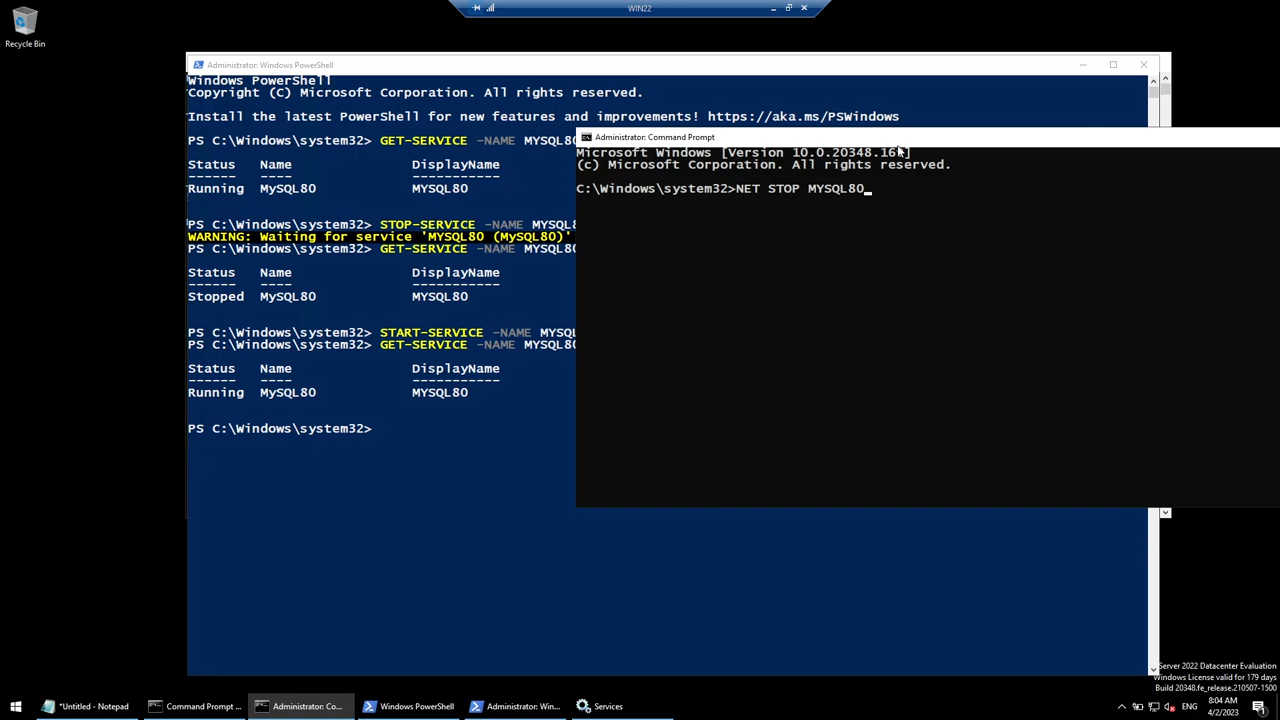 WIN22
Recycle Bin
Administrator: Windows PowerShell
Windows PowerShell
Copyright (C) Microsoft Corporation. All rights reserved.
Install the latest PowerShell for new features and improvements! https://aka.ms/PSWindows
PS C:\Windows\system32> GET-SERVICE -NAME MYSQL80
Status Name DisplayName
------ ---- -----------
Running MySQL80 MYSQL80
PS C:\Windows\system32> STOP-SERVICE -NAME MYSQL8
WARNING: Waiting for service 'MYSQL80 (MySQL80)'
PS C:\Windows\system32> GET-SERVICE -NAME MYSQL80
Status Name DisplayName
------ ---- -----------
Stopped MySQL80 MYSQL80
PS C:\Windows\system32> START-SERVICE -NAME MYSQL
PS C:\Windows\system32> GET-SERVICE -NAME MYSQL80
Status Name DisplayName
------ ---- -----------
Running MySQL80 MYSQL80
PS C:\Windows\system32>
Administrator: Command Prompt
Microsoft Windows [Version
(c) Microsoft Corporation. All rights reserved.
C:\Windows\system32>NET STOP MYSQL80
Server 2022 Datacenter Evaluation
Windows License valid for 179 days
Build 20348.fe_release.210507-1500
*Untitled - Notepad
Command Prompt ...
Administrator: Co...
Windows PowerShell
Administrator: Win...
Services
8:04 AM
4/2/2023
1